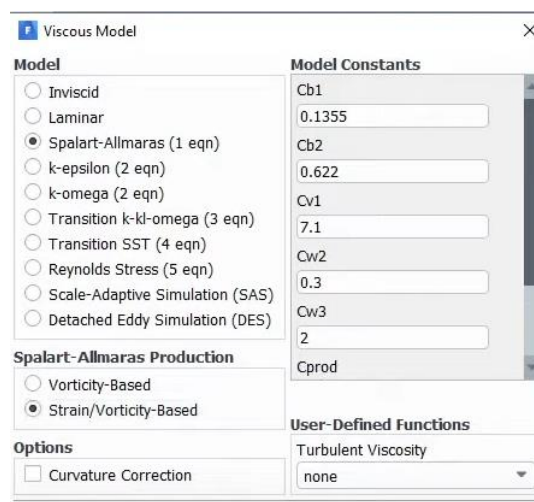 Viscous Model
Model
Inviscid
Laminar
Spalart-Allmaras (1 eqn)
k-epsilon (2 eqn)
k-omega (2 eqn)
Transition k-kl-omega (3 eqn)
Transition SST (4 eqn)
Reynolds Stress (5 eqn)
Scale-Adaptive Simulation (SAS)
Detached Eddy Simulation (DES)
Spalart-Allmaras Production
Vorticity-Based
Strain/Vorticity-Based
Options
Curvature Correction
Model Constants
Cb1
0.1355
Cb2
0.622
Cv1
7.1
Cw2
0.3
Cw3
2
Cprod
User-Defined Functions
Turbulent Viscosity
none